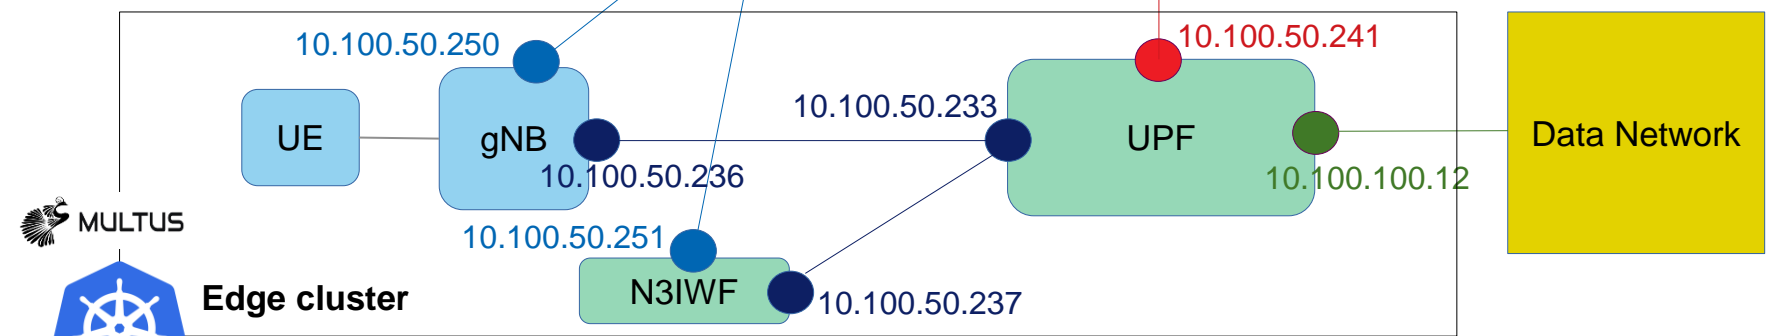 10.100.50.250
10.100.50.241
10.100.50.233
UE
gNB
UPF
Data Network
10.100.50.236
10.100.100.12
MULTUS
10.100.50.251
N3IWF
Edge cluster
10.100.50.237